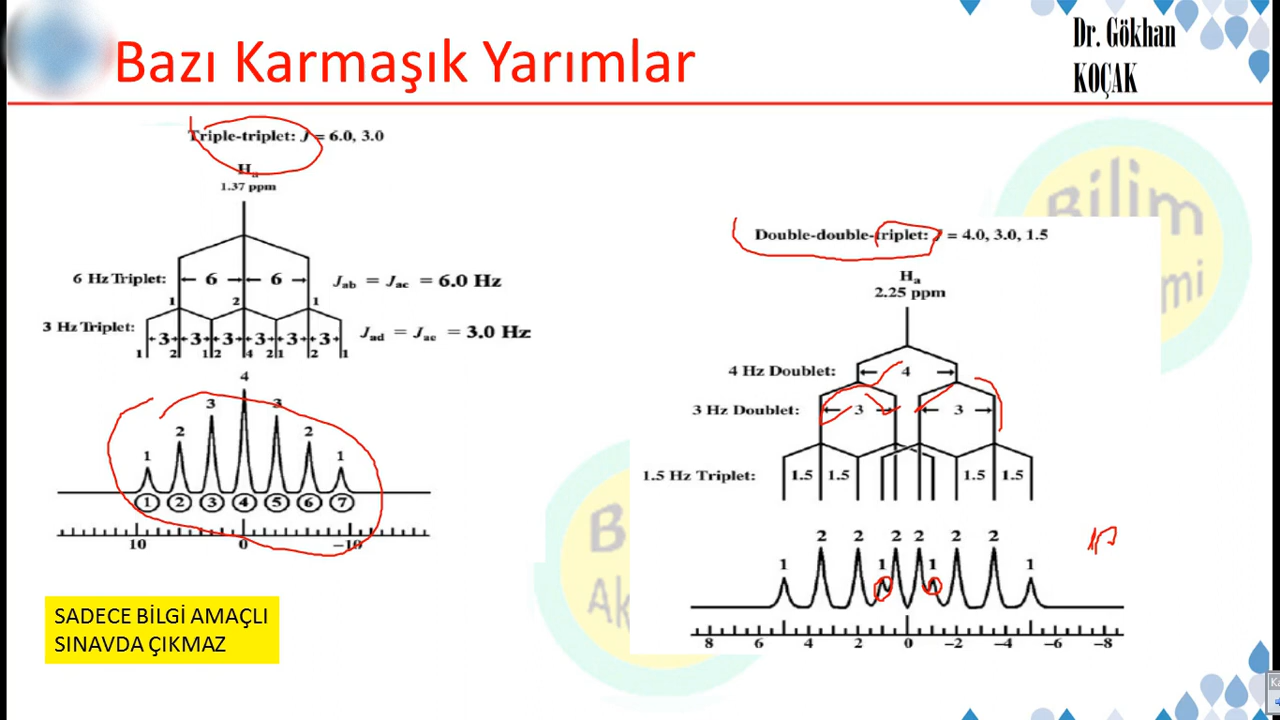 Bazı Karmaşık Yarımlar
Dr. Gökhan
KOÇAK
Triple-triplet: J = 6.0, 3.0
Ha
1.37 ppm
6 Hz Triplet:
6 6
Jab = Jac = 6.0 Hz
1 2 1
3 Hz Triplet:
3 3 3 3 3 3
Jad = Jae = 3.0 Hz
1 2 1 2 4 2 1 2 1
4
3 3
2 2
1 1
1 2 3 4 5 6 7
10 0 −10
SADECE BİLGİ AMAÇLI
SINAVDA ÇIKMAZ
Double-double-triplet: J = 4.0, 3.0, 1.5
Ha
2.25 ppm
4 Hz Doublet:
4
3 Hz Doublet:
3 3
1.5 Hz Triplet:
1.5 1.5 1.5 1.5
2 2 2 2 2 2
1 1 1 1
8 6 4 2 0 −2 −4 −6 −8
Bilim